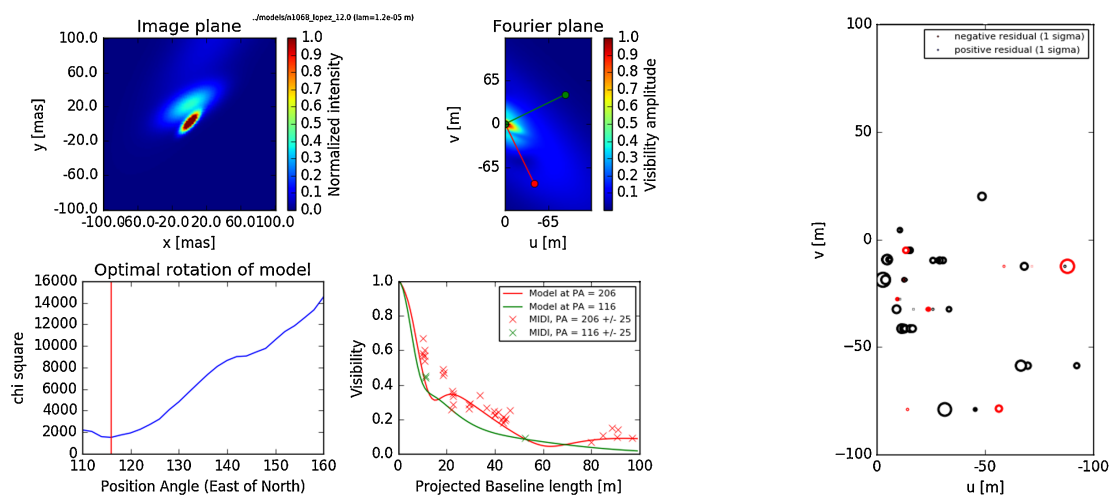 ../models/n1068_lopez_12.0 (lam=1.2e-05 m)
Image plane
100.0
60.0
20.0
-20.0
-60.0
-100.0
y [mas]
-100.0 60.0 -20.0 20.0 60.0 100.0
x [mas]
1.0
0.9
0.8
0.7
0.6
0.5
0.4
0.3
0.2
0.1
0.0
Normalized intensity
Fourier plane
65
0
-65
v [m]
0 -65
u [m]
1.0
0.9
0.8
0.7
0.6
0.5
0.4
0.3
0.2
0.1
Visibility amplitude
Optimal rotation of model
16000
14000
12000
10000
8000
6000
4000
2000
0
chi square
110 120 130 140 150 160
Position Angle (East of North)
1.0
0.8
0.6
0.4
0.2
0.0
Visibility
Model at PA = 206
Model at PA = 116
MIDI, PA = 206 +/- 25
MIDI, PA = 116 +/- 25
0 20 40 60 80 100
Projected Baseline length [m]
negative residual (1 sigma)
positive residual (1 sigma)
100
50
0
−50
−100
v [m]
0 -50 -100
u [m]